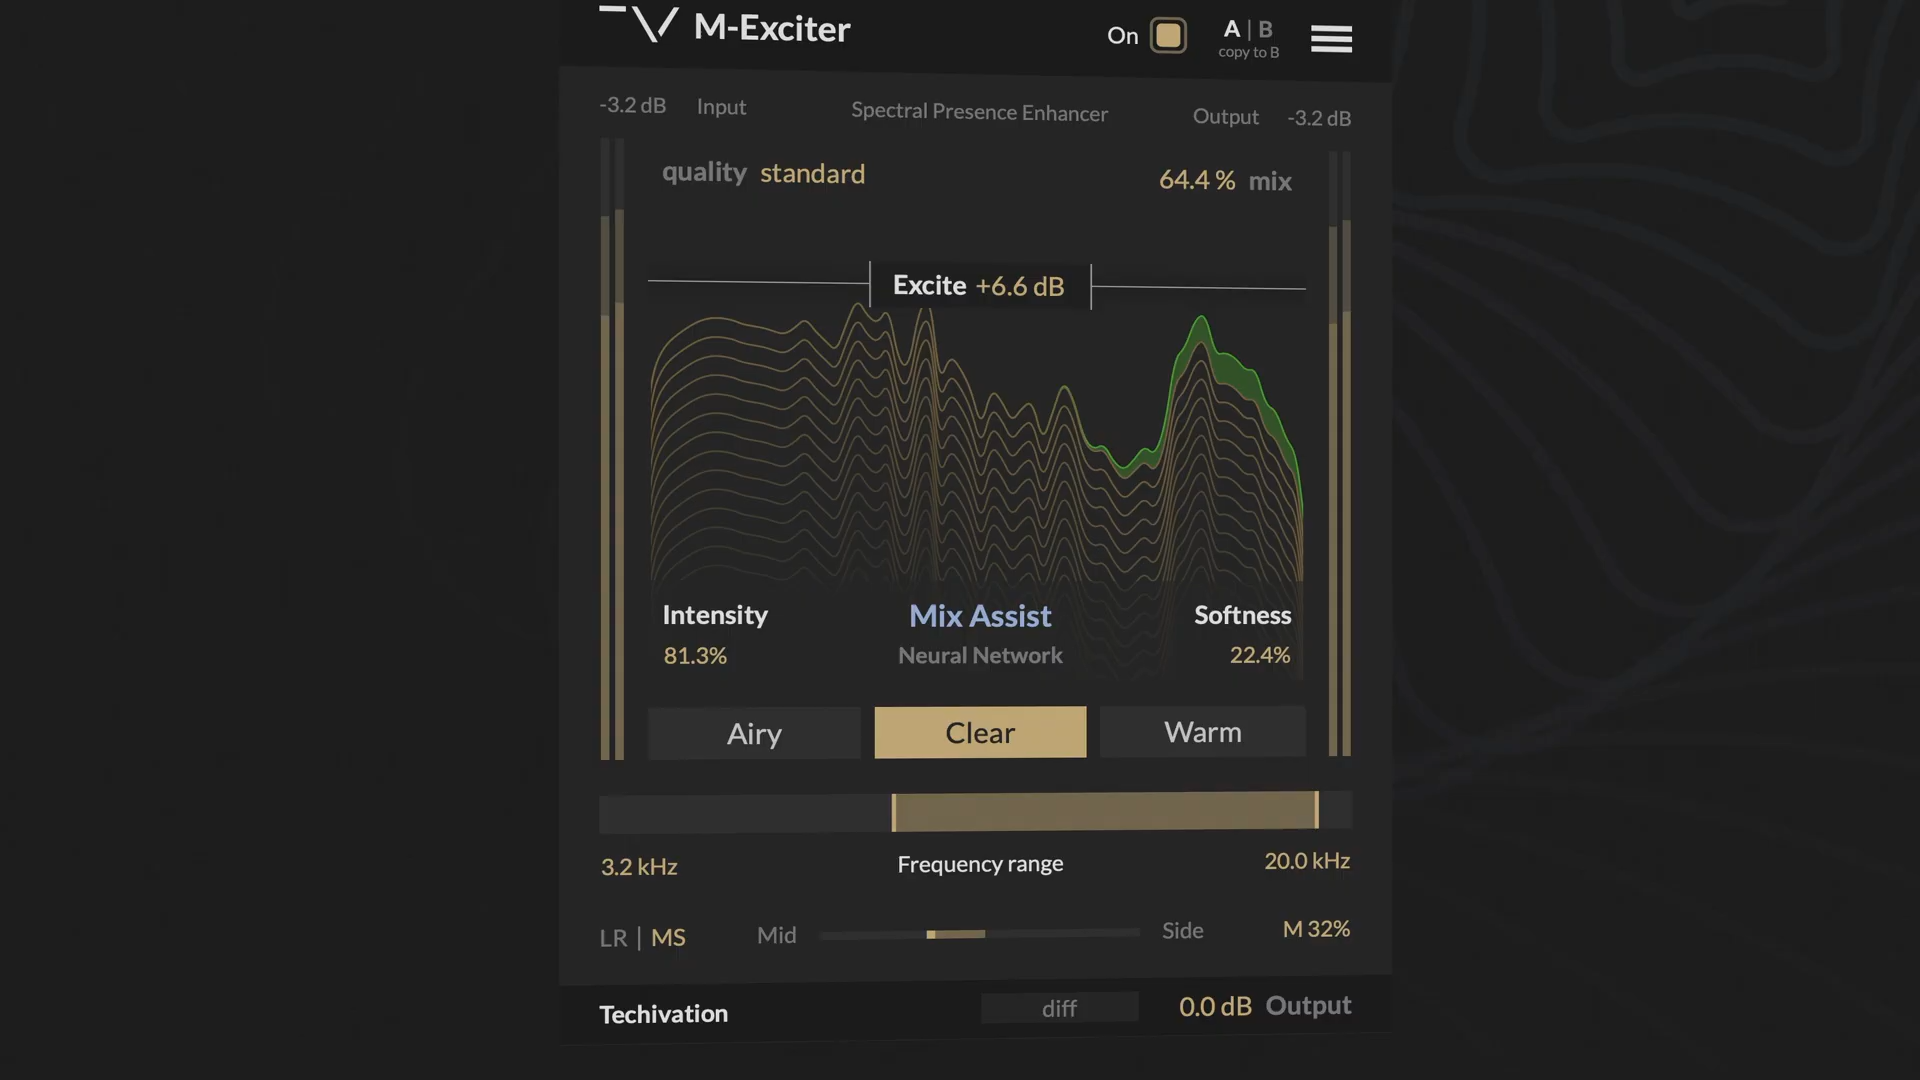 M-Exciter
On
A | B
copy to B
-3.2 dB Input Spectral Presence Enhancer Output -3.2 dB
quality standard 64.4 % mix
Excite +6.6 dB
Intensity Mix Assist Softness
81.3% Neural Network 22.4%
Airy Clear Warm
3.2 kHz Frequency range 20.0 kHz
LR | MS Mid Side M 32%
Techivation diff 0.0 dB Output